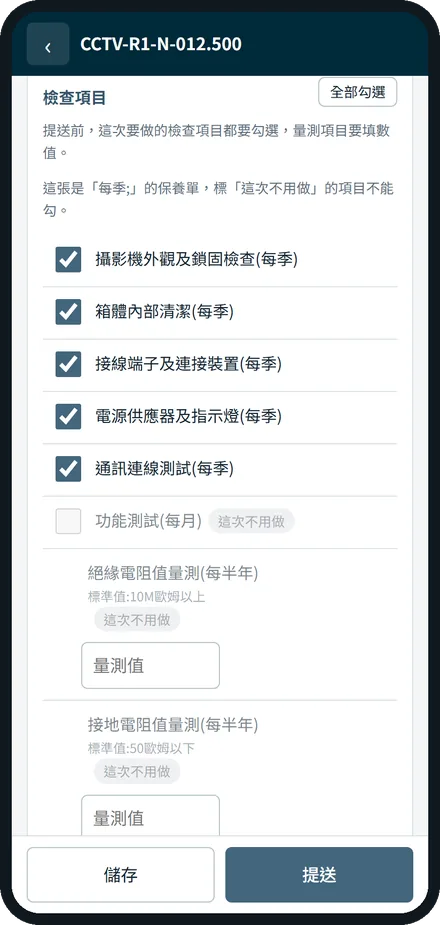 ‹ CCTV-R1-N-012.500
檢查項目 全部勾選
提送前，這次要做的檢查項目都要勾選，量測項目要填數
值。
這張是「每季;」的保養單，標「這次不用做」的項目不能
勾。
攝影機外觀及鎖固檢查(每季)
箱體內部清潔(每季)
接線端子及連接裝置(每季)
電源供應器及指示燈(每季)
通訊連線測試(每季)
功能測試(每月) 這次不用做
絕緣電阻值量測(每半年)
標準值:10M歐姆以上
這次不用做
量測值
接地電阻值量測(每半年)
標準值:50歐姆以下
這次不用做
量測值
儲存 提送